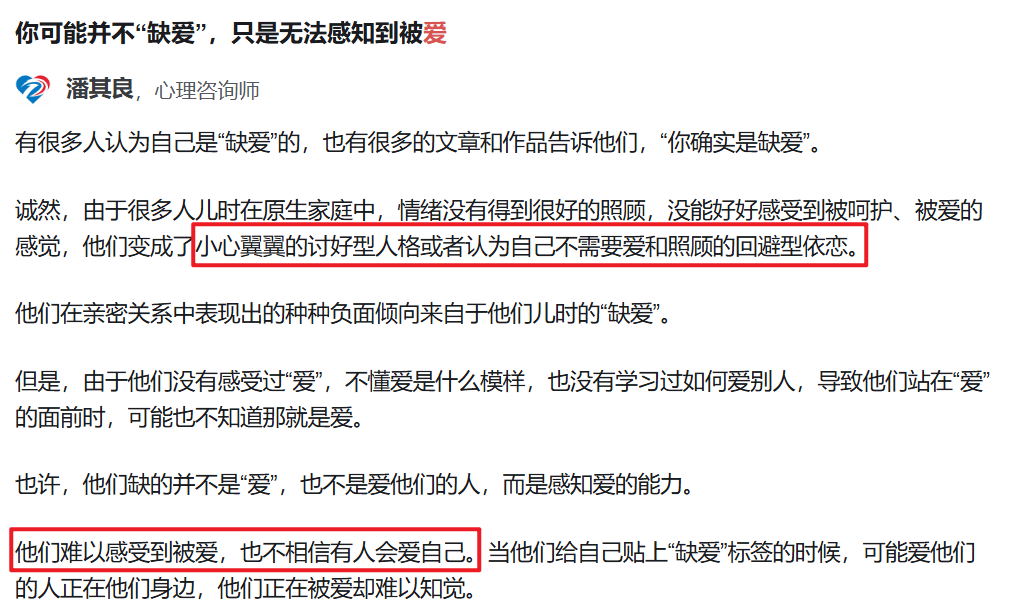 你可能并不“缺爱”，只是无法感知到被爱
潘其良，心理咨询师
有很多人认为自己是“缺爱”的，也有很多的文章和作品告诉他们，“你确实是缺爱”。
诚然，由于很多人儿时在原生家庭中，情绪没有得到很好的照顾，没能好好感受到被呵护、被爱的
感觉，他们变成了小心翼翼的讨好型人格或者认为自己不需要爱和照顾的回避型依恋。
他们在亲密关系中表现出的种种负面倾向来自于他们儿时的“缺爱”。
但是，由于他们没有感受过“爱”，不懂爱是什么模样，也没有学习过如何爱别人，导致他们站在“爱”
的面前时，可能也不知道那就是爱。
也许，他们缺的并不是“爱”，也不是爱他们的人，而是感知爱的能力。
他们难以感受到被爱，也不相信有人会爱自己。当他们给自己贴上“缺爱”标签的时候，可能爱他们
的人正在他们身边，他们正在被爱却难以知觉。